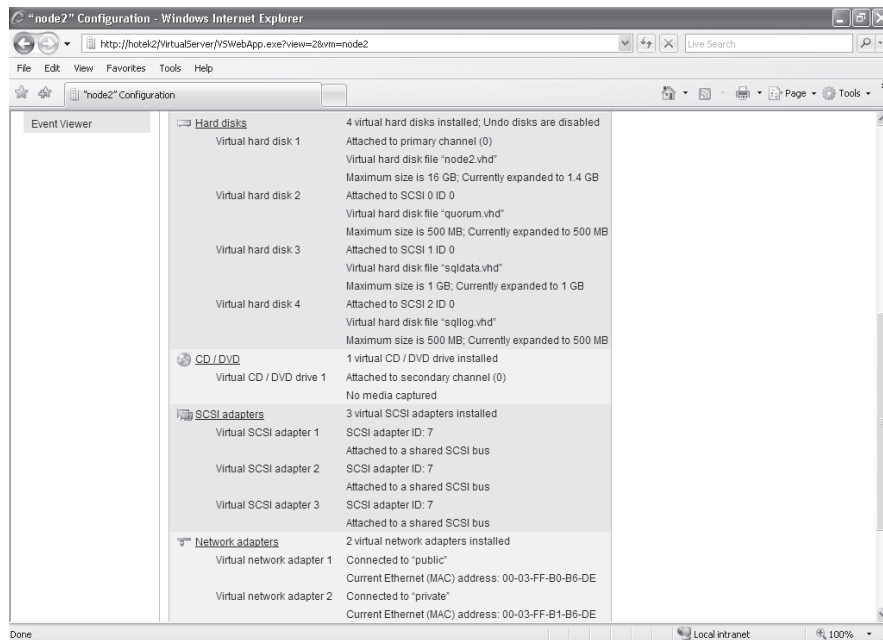 "node2" Configuration - Windows Internet Explorer
http://hotek2/VirtualServer/VSWebApp.exe?view=2&vm=node2
Live Search
File Edit View Favorites Tools Help
"node2" Configuration
Page Tools
Event Viewer
Hard disks 4 virtual hard disks installed; Undo disks are disabled
Virtual hard disk 1 Attached to primary channel (0)
Virtual hard disk file "node2.vhd"
Maximum size is 16 GB; Currently expanded to 1.4 GB
Virtual hard disk 2 Attached to SCSI 0 ID 0
Virtual hard disk file "quorum.vhd"
Maximum size is 500 MB; Currently expanded to 500 MB
Virtual hard disk 3 Attached to SCSI 1 ID 0
Virtual hard disk file "sqldata.vhd"
Maximum size is 1 GB; Currently expanded to 1 GB
Virtual hard disk 4 Attached to SCSI 2 ID 0
Virtual hard disk file "sqllog.vhd"
Maximum size is 500 MB; Currently expanded to 500 MB
CD / DVD 1 virtual CD / DVD drive installed
Virtual CD / DVD drive 1 Attached to secondary channel (0)
No media captured
SCSI adapters 3 virtual SCSI adapters installed
Virtual SCSI adapter 1 SCSI adapter ID: 7
Attached to a shared SCSI bus
Virtual SCSI adapter 2 SCSI adapter ID: 7
Attached to a shared SCSI bus
Virtual SCSI adapter 3 SCSI adapter ID: 7
Attached to a shared SCSI bus
Network adapters 2 virtual network adapters installed
Virtual network adapter 1 Connected to "public"
Current Ethernet (MAC) address: 00-03-FF-B0-B6-DE
Virtual network adapter 2 Connected to "private"
Current Ethernet (MAC) address: 00-03-FF-B1-B6-DE
Done Local intranet 100%